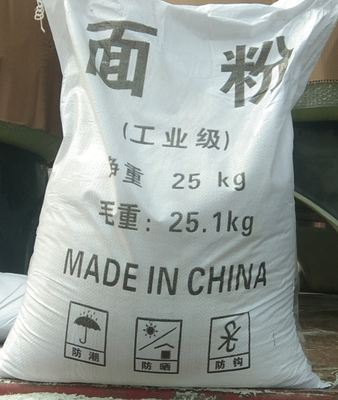 面粉
(工业级)
净重 25 kg
毛重: 25.1kg
MADE IN CHINA
防潮 防晒 防钩